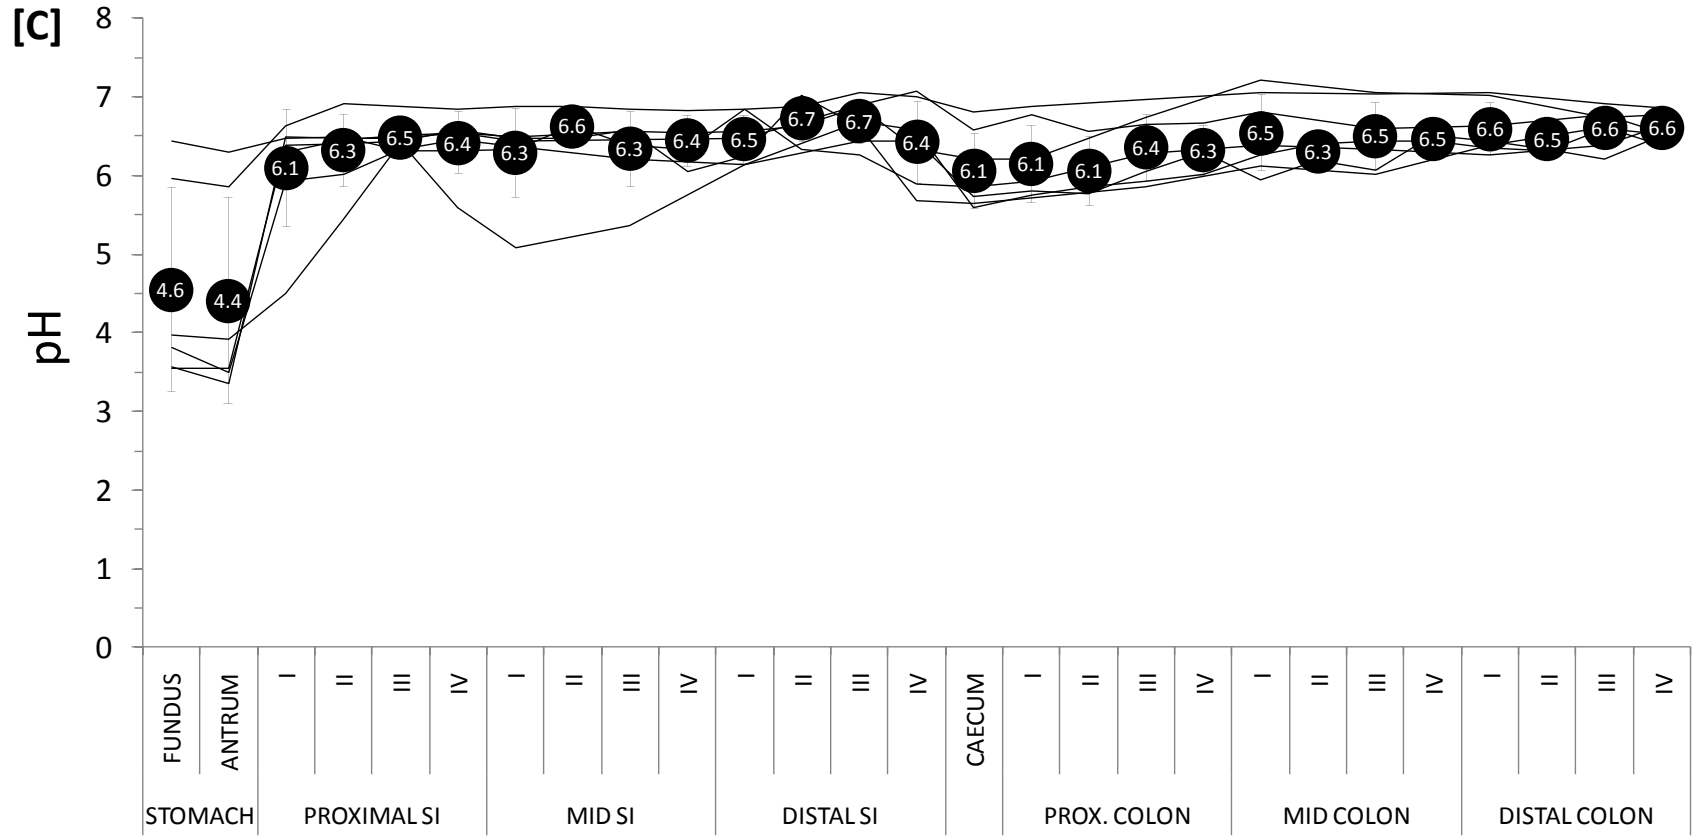 [C]
8
7
6
5
4
3
2
1
0
pH
4.6 4.4 6.1 6.3 6.5 6.4 6.3 6.6 6.3 6.4 6.5 6.7 6.7 6.4 6.1 6.1 6.1 6.4 6.3 6.5 6.3 6.5 6.5 6.6 6.5 6.6 6.6
FUNDUS ANTRUM I II III IV I II III IV I II III IV CAECUM I II III IV I II III IV I II III IV
STOMACH PROXIMAL SI MID SI DISTAL SI PROX. COLON MID COLON DISTAL COLON